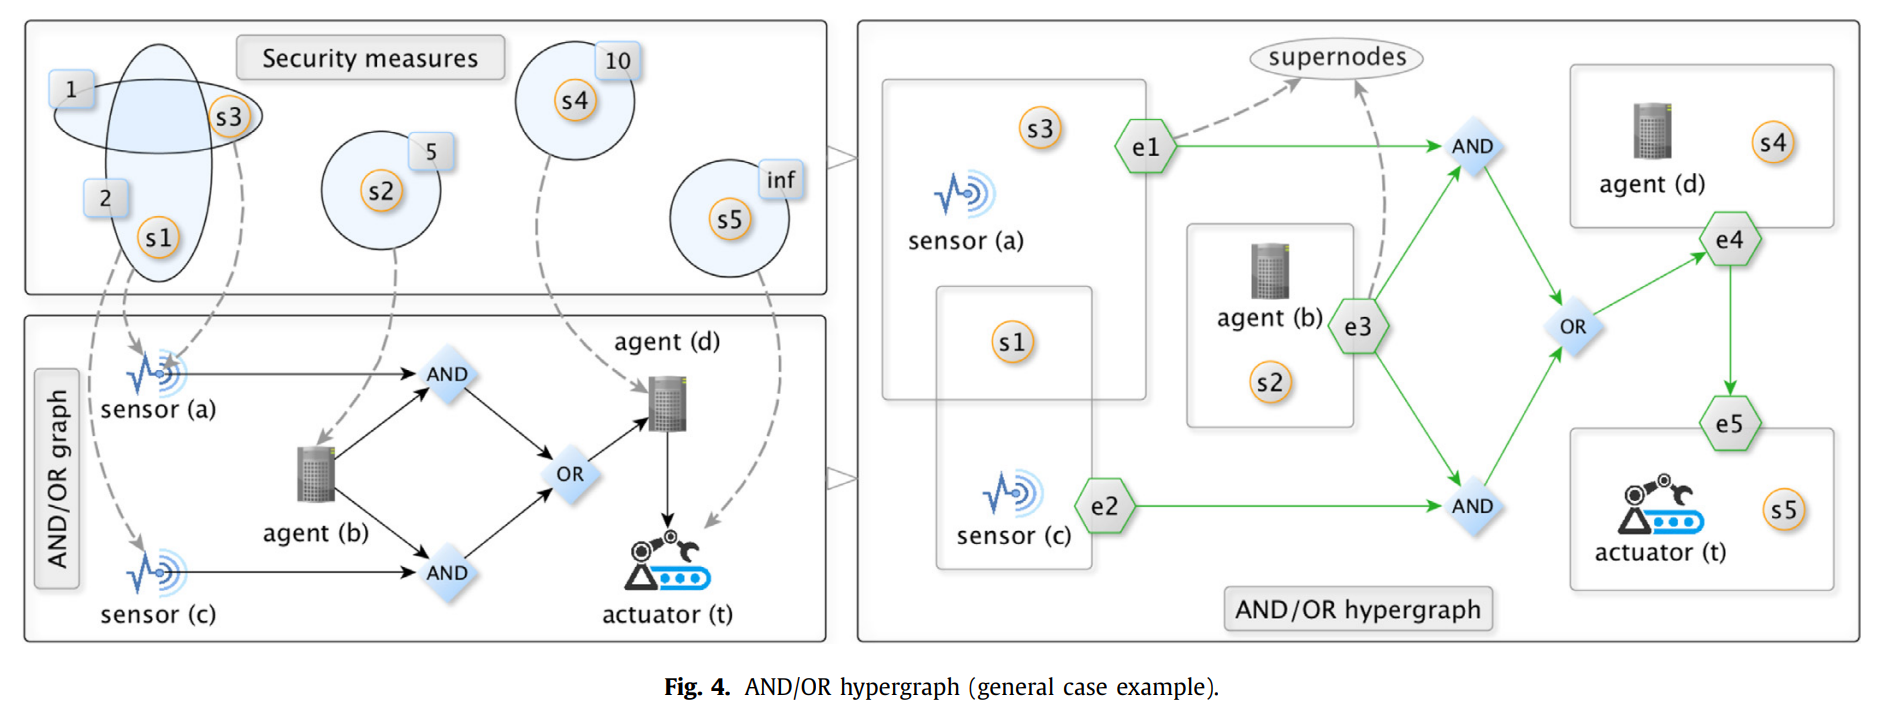 Security measures
1
s3
2
s1
5
s2
10
s4
inf
s5
AND/OR graph
sensor (a)
AND
agent (d)
agent (b)
OR
sensor (c)
AND
actuator (t)
supernodes
s3
e1
AND
sensor (a)
agent (d)
s4
e4
s1
agent (b)
e3
s2
OR
e5
sensor (c)
e2
AND
actuator (t)
s5
AND/OR hypergraph
Fig. 4. AND/OR hypergraph (general case example).